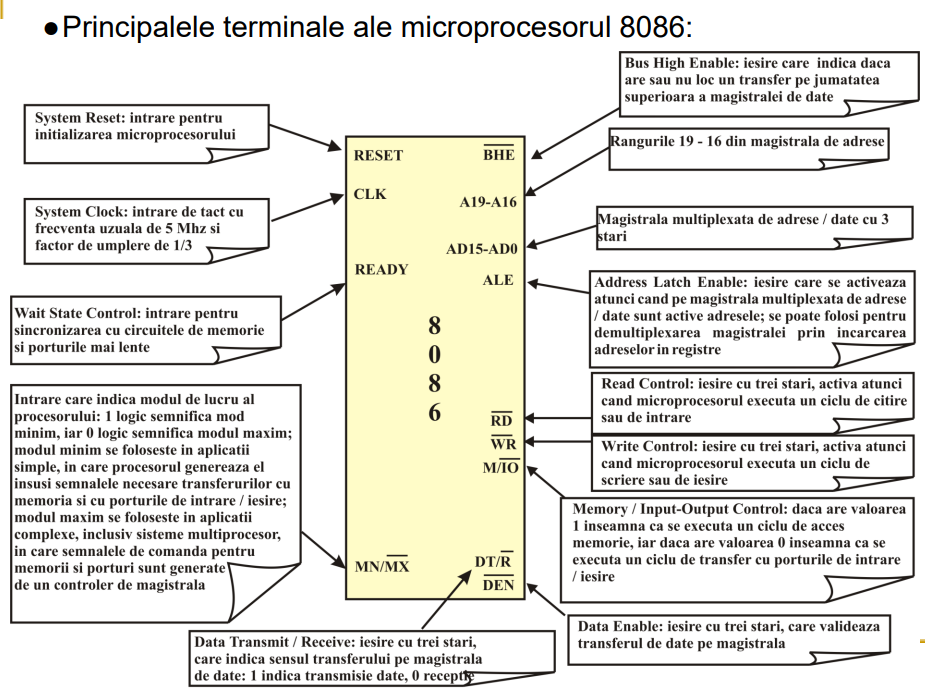 ●Principalele terminale ale microprocesorul 8086:
Bus High Enable: iesire care indica daca
are sau nu loc un transfer pe jumatatea
superioara a magistralei de date
System Reset: intrare pentru
initializarea microprocesorului
Rangurile 19 - 16 din magistrala de adrese
RESET
BHE
CLK
A19-A16
System Clock: intrare de tact cu
frecventa uzuala de 5 Mhz si
factor de umplere de 1/3
Magistrala multiplexata de adrese / date cu 3
stari
AD15-AD0
READY
ALE
Address Latch Enable: iesire care se activeaza
atunci cand pe magistrala multiplexata de adrese
/ date sunt active adresele; se poate folosi pentru
demultiplexarea magistralei prin incarcarea
adreselor in registre
Wait State Control: intrare pentru
sincronizarea cu circuitele de memorie
si porturile mai lente
8
0
8
6
Intrare care indica modul de lucru al
procesorului: 1 logic semnifica mod
minim, iar 0 logic semnifica modul maxim;
modul minim se foloseste in aplicatii
simple, in care procesorul genereaza el
insusi semnalele necesare transferurilor cu
memoria si cu porturile de intrare / iesire;
modul maxim se foloseste in aplicatii
complexe, inclusiv sisteme multiprocesor,
in care semnalele de comanda pentru
memorii si porturi sunt generate
de un controler de magistrala
Read Control: iesire cu trei stari, activa atunci
cand microprocesorul executa un ciclu de citire
sau de intrare
RD
WR
M/IO
Write Control: iesire cu trei stari, activa atunci
cand microprocesorul executa un ciclu de
scriere sau de iesire
Memory / Input-Output Control: daca are valoarea
1 inseamna ca se executa un ciclu de acces
memorie, iar daca are valoarea 0 inseamna ca se
executa un ciclu de transfer cu porturile de intrare
/ iesire
MN/MX
DT/R
DEN
Data Transmit / Receive: iesire cu trei stari,
care indica sensul transferului pe magistrala
de date: 1 indica transmisie date, 0 receptie
Data Enable: iesire cu trei stari, care valideaza
transferul de date pe magistrala